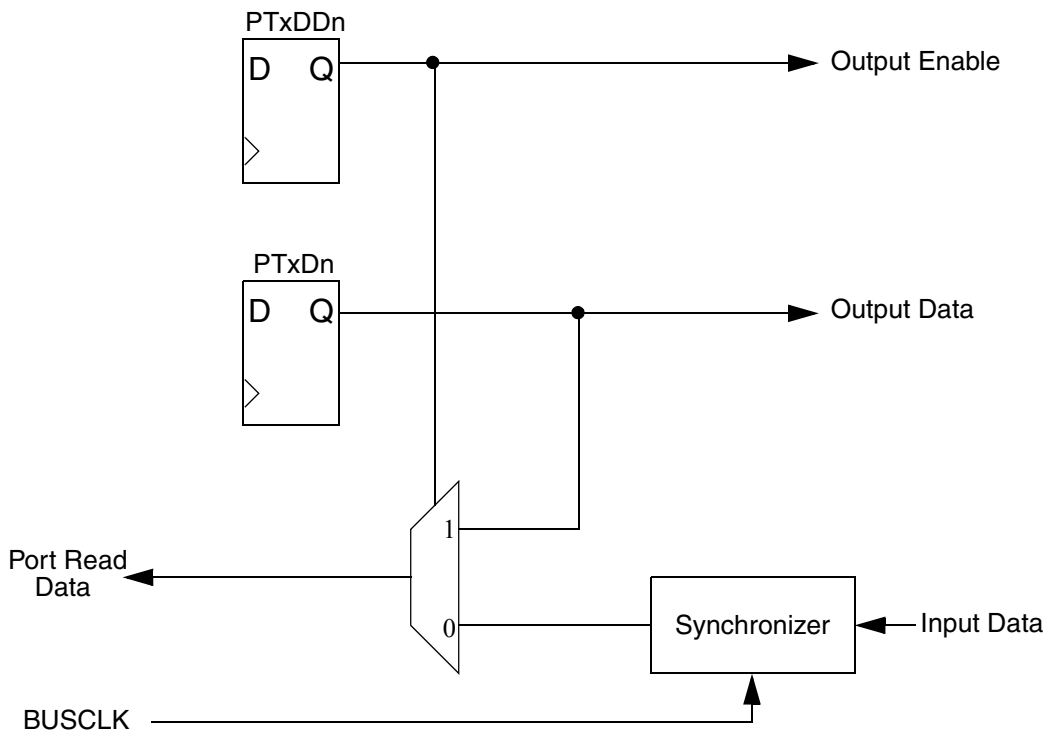 PTxDDn
D Q
Output Enable
PTxDn
D Q
Output Data
1
Port Read
Data
0
Synchronizer
Input Data
BUSCLK